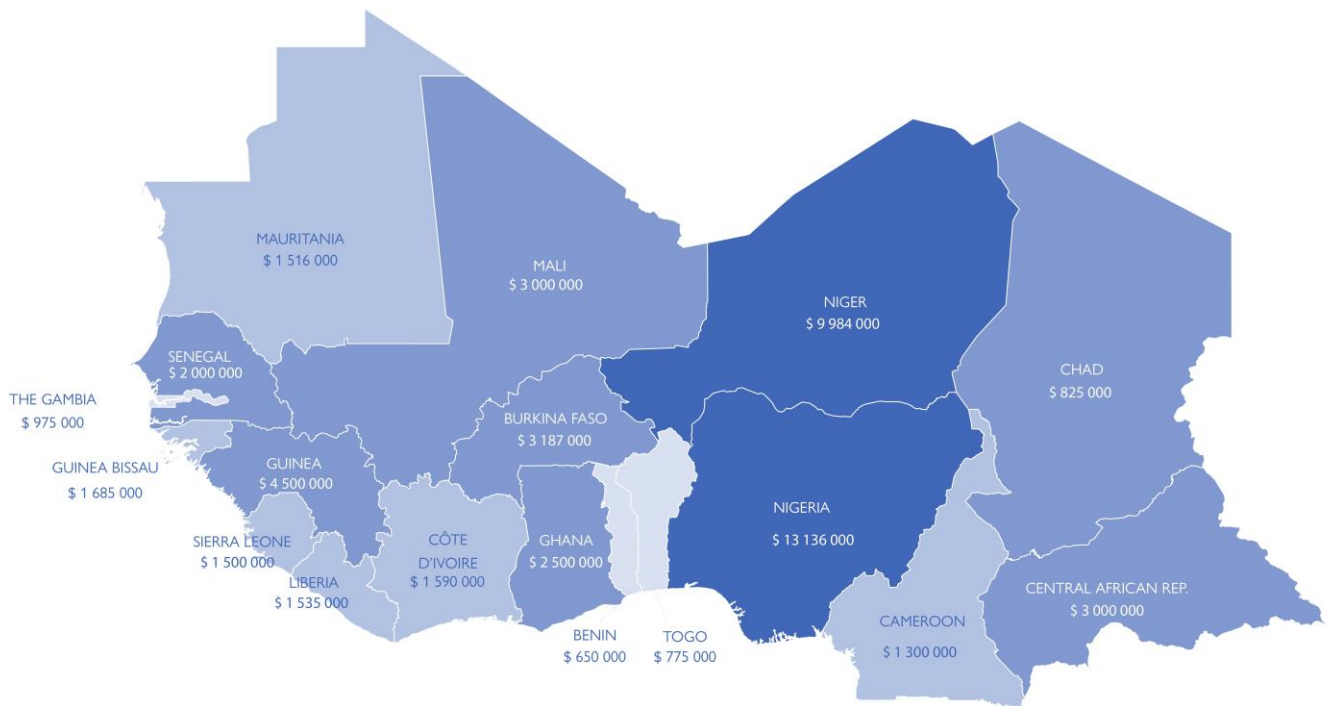 MAURITANIA
$ 1 516 000
MALI
$ 3 000 000
NIGER
$ 9 984 000
CHAD
$ 825 000
SENEGAL
$ 2 000 000
THE GAMBIA
$ 975 000
GUINEA BISSAU
$ 1 685 000
GUINEA
$ 4 500 000
BURKINA FASO
$ 3 187 000
SIERRA LEONE
$ 1 500 000
LIBERIA
$ 1 535 000
CÔTE
D'IVOIRE
$ 1 590 000
GHANA
$ 2 500 000
NIGERIA
$ 13 136 000
BENIN
$ 650 000
TOGO
$ 775 000
CAMEROON
$ 1 300 000
CENTRAL AFRICAN REP.
$ 3 000 000